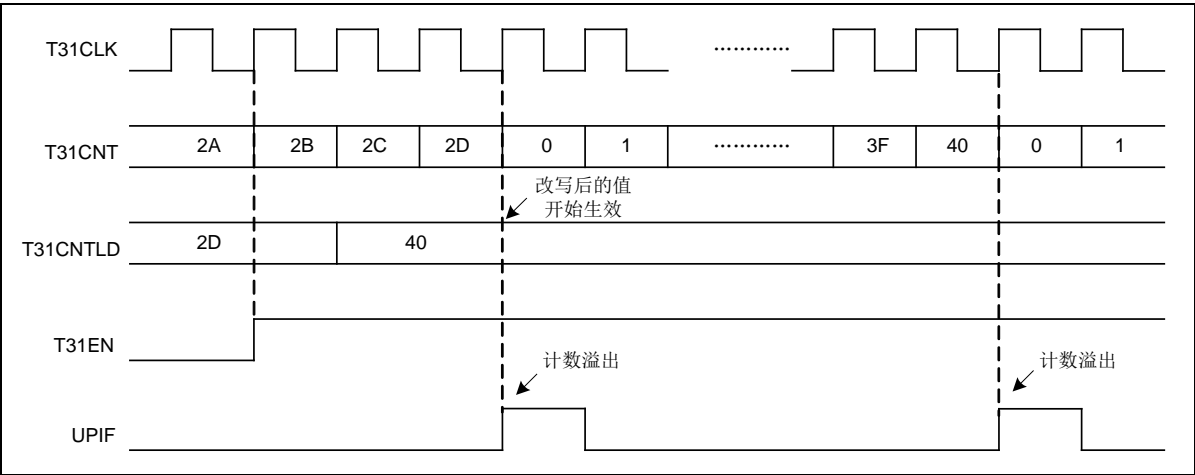 T31CLK
…………
T31CNT 2A 2B 2C 2D 0 1 ………… 3F 40 0 1
改写后的值
开始生效
T31CNTLD 2D 40
T31EN
计数溢出 计数溢出
UPIF